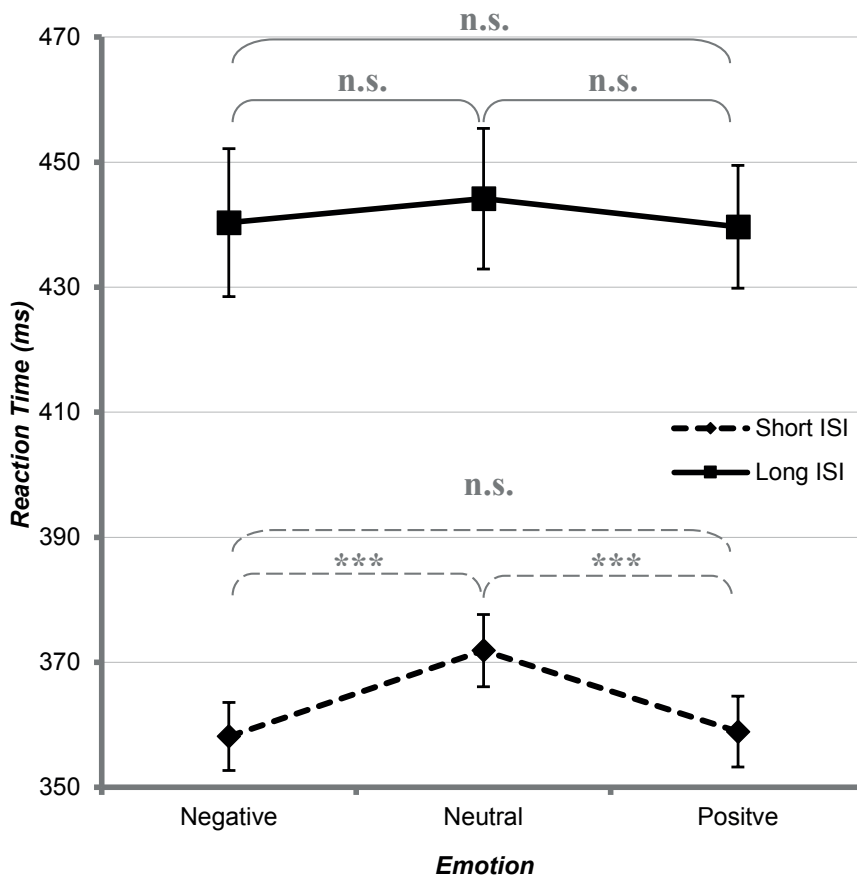 n.s.
470
n.s. n.s.
450
430
Reaction Time (ms)
410
Short ISI
Long ISI
n.s.
390
*** ***
370
350
Negative Neutral Positve
Emotion